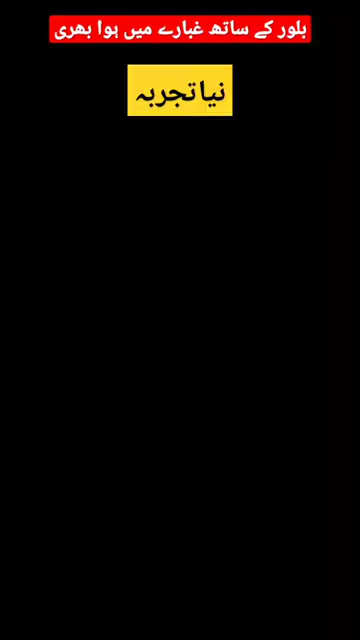 بلور کے ساتھ غبارے میں ہوا بھری
نیا تجربہ